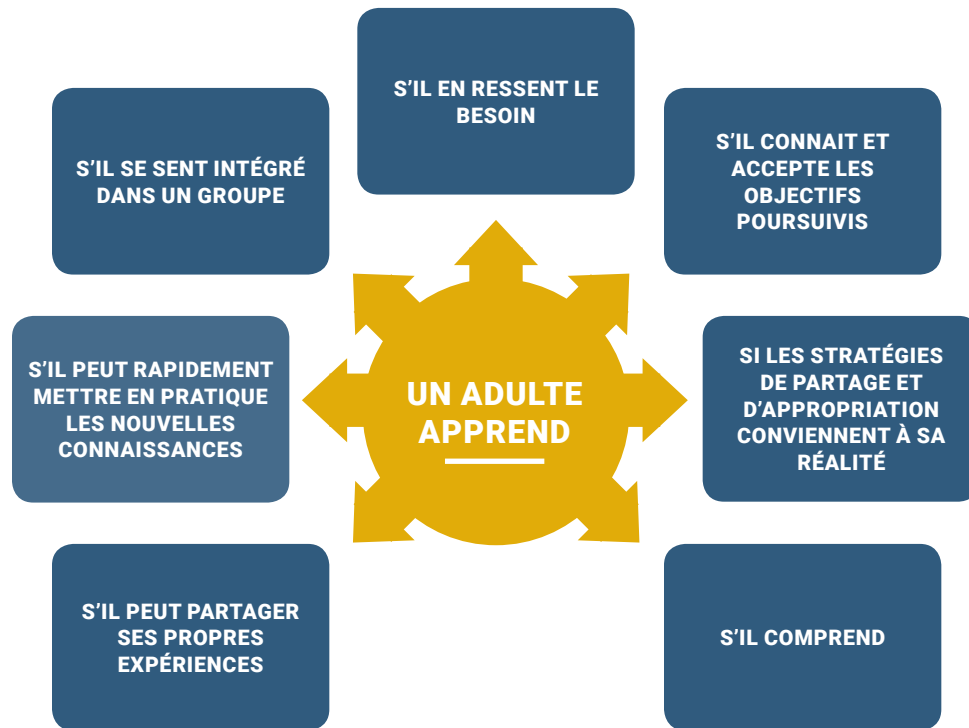 S'IL EN RESSENT LE
BESOIN
S'IL SE SENT INTÉGRÉ
DANS UN GROUPE
S'IL CONNAIT ET
ACCEPTE LES
OBJECTIFS
POURSUIVIS
S'IL PEUT RAPIDEMENT
METTRE EN PRATIQUE
LES NOUVELLES
CONNAISSANCES
UN ADULTE
APPREND
SI LES STRATÉGIES
DE PARTAGE ET
D'APPROPRIATION
CONVIENNENT À SA
RÉALITÉ
S'IL PEUT PARTAGER
SES PROPRES
EXPÉRIENCES
S'IL COMPREND